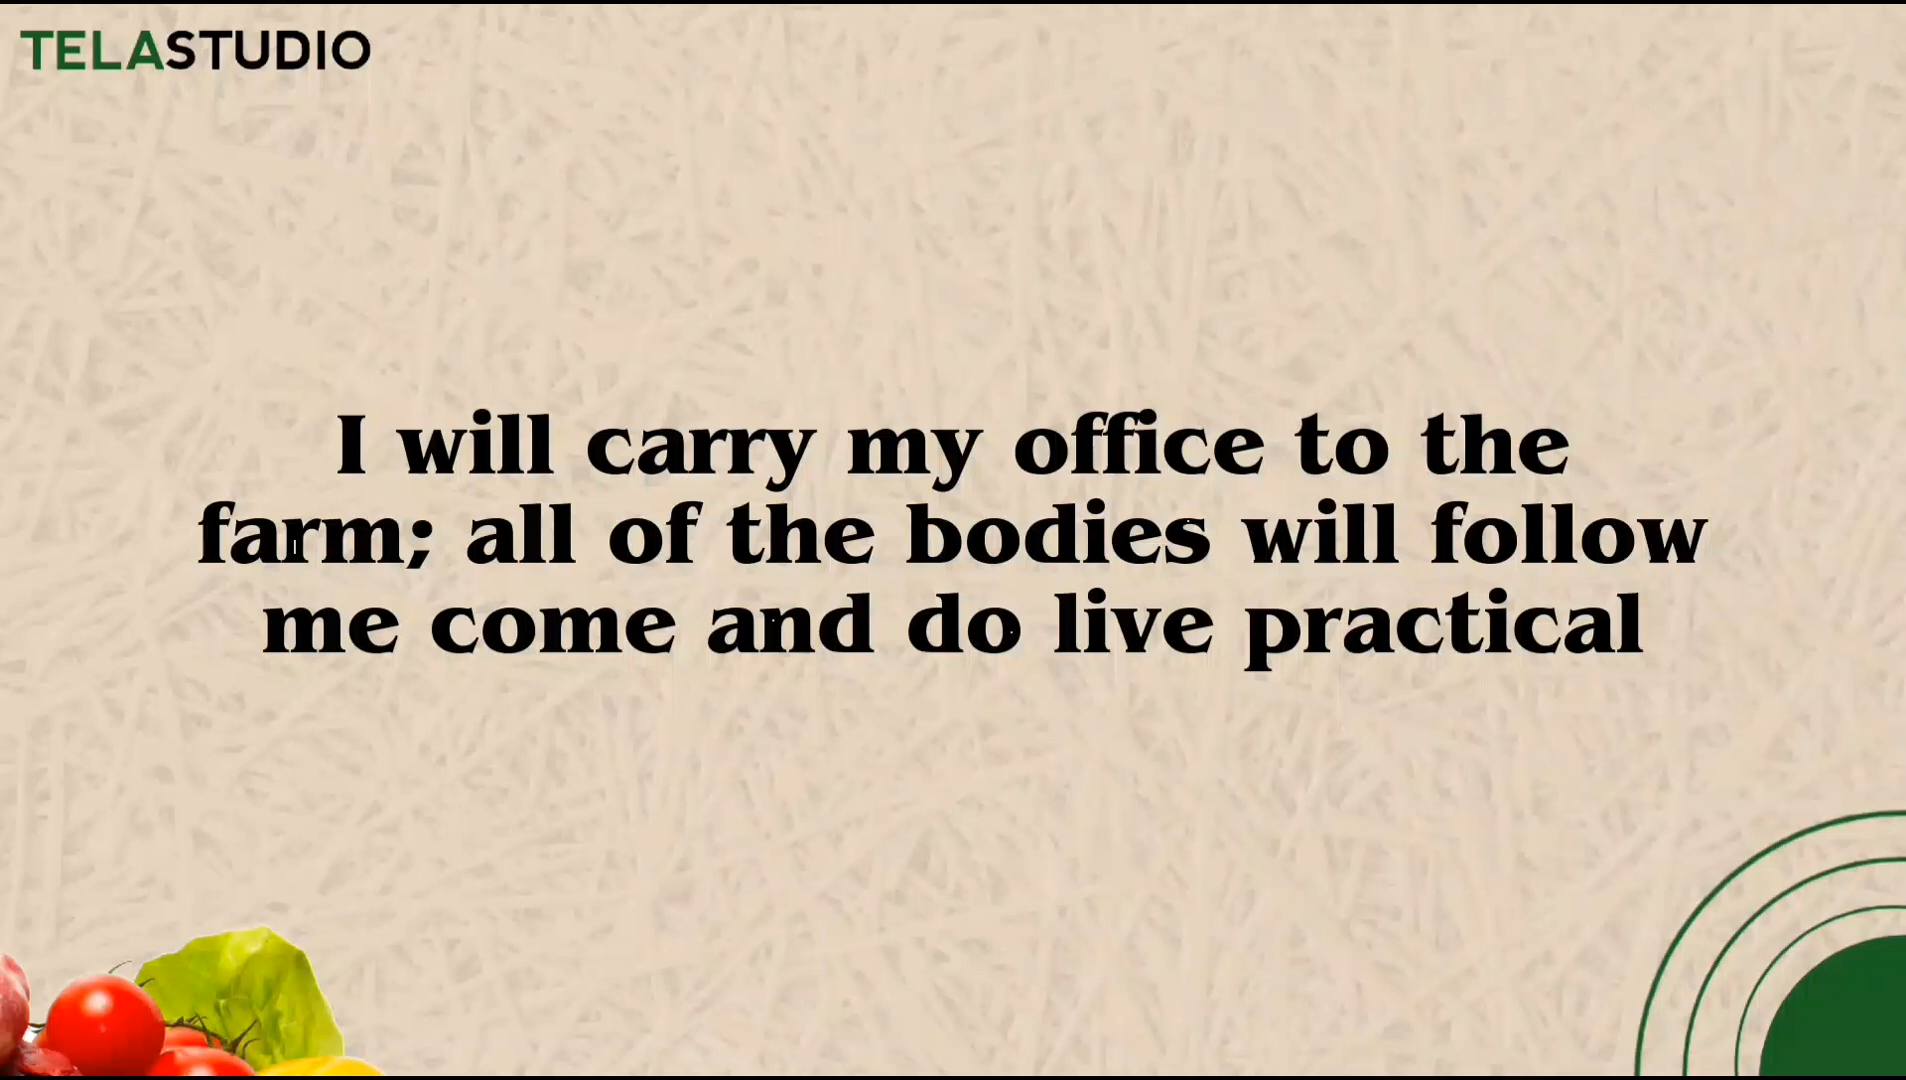 TELASTUDIO
I will carry my office to the
farm; all of the bodies will follow
me come and do live practical